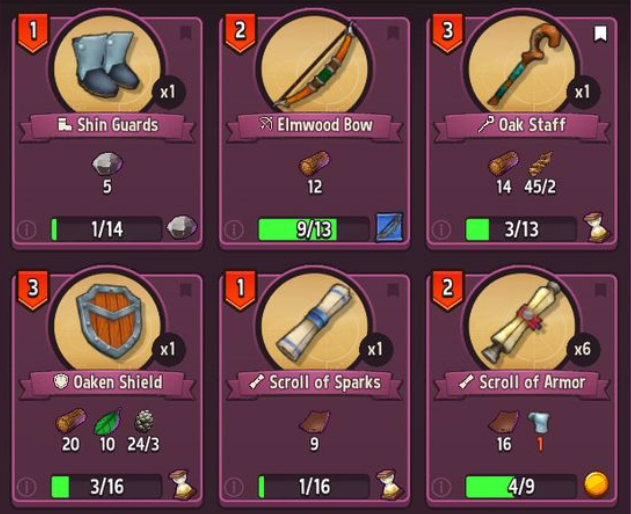 1
x1
Shin Guards
5
1/14
2
Elmwood Bow
12
9/13
3
x1
Oak Staff
14 45/2
3/13
3
x1
Oaken Shield
20 10 24/3
3/16
1
x1
Scroll of Sparks
9
1/16
2
x6
Scroll of Armor
16 1
4/9